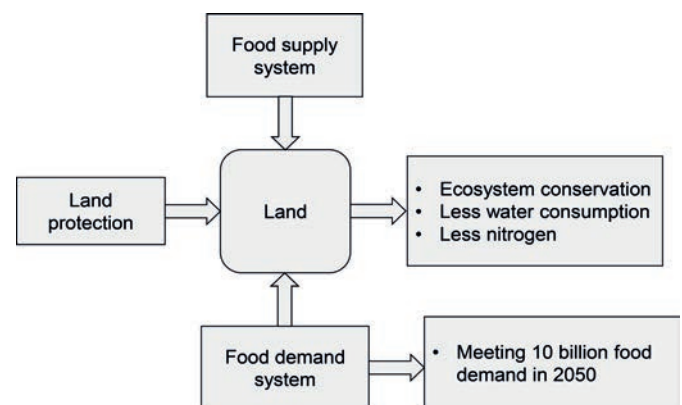 Food supply
system
Land
protection
Land
• Ecosystem conservation
• Less water consumption
• Less nitrogen
Food demand
system
• Meeting 10 billion food
demand in 2050